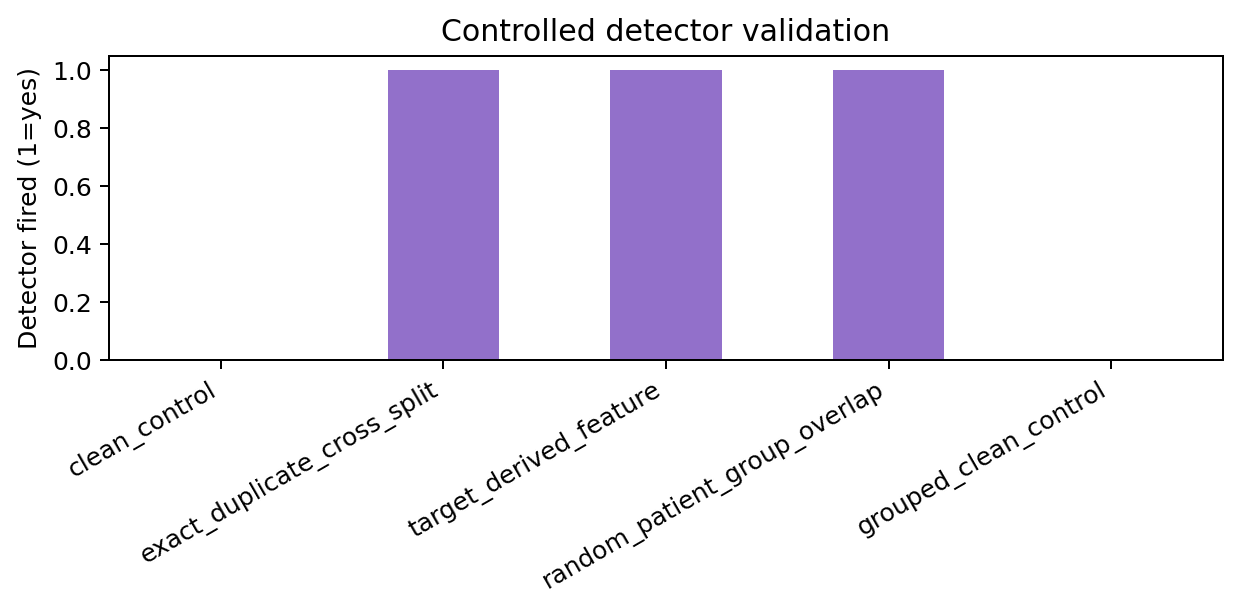 Controlled detector validation
Detector fired (1=yes)
1.0
0.8
0.6
0.4
0.2
0.0
clean_control
exact_duplicate_cross_split
target_derived_feature
random_patient_group_overlap
grouped_clean_control